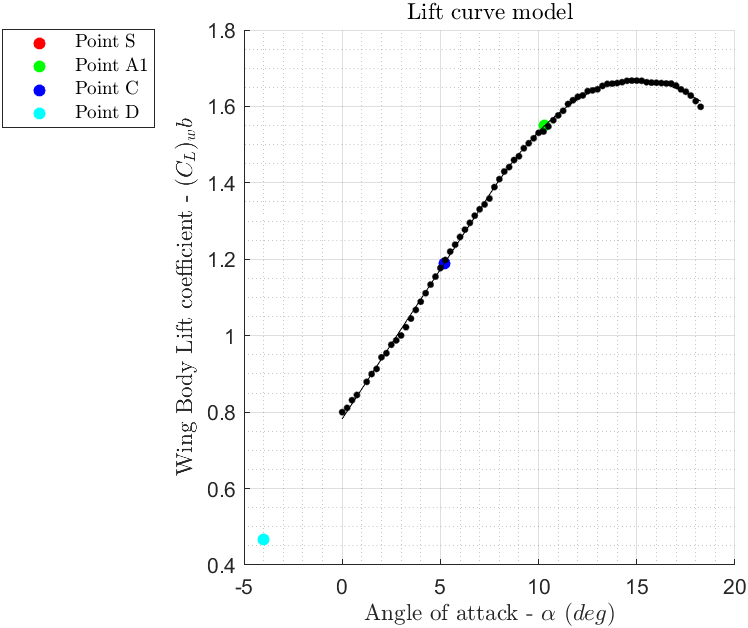 Lift curve model
Point S
Point A1
Point C
Point D
Wing Body Lift coefficient - $(C_L)_w b$
1.8
1.6
1.4
1.2
1
0.8
0.6
0.4
-5
0
5
10
15
20
Angle of attack - $\alpha$ $(deg)$